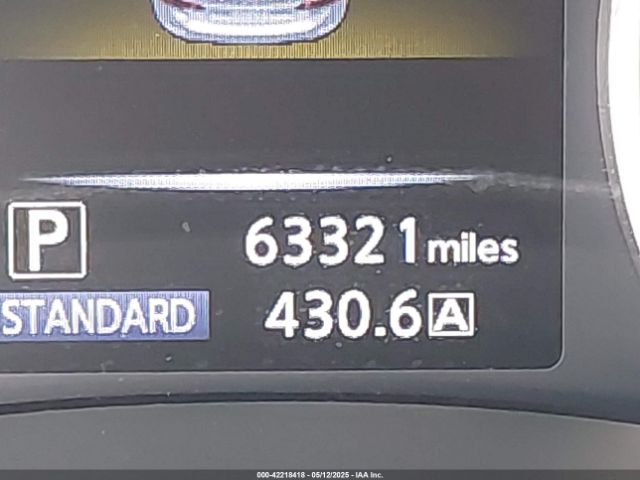 P 63321 miles
STANDARD 430.6 A
000-42218418 - 05/12/2025 - IAA Inc.